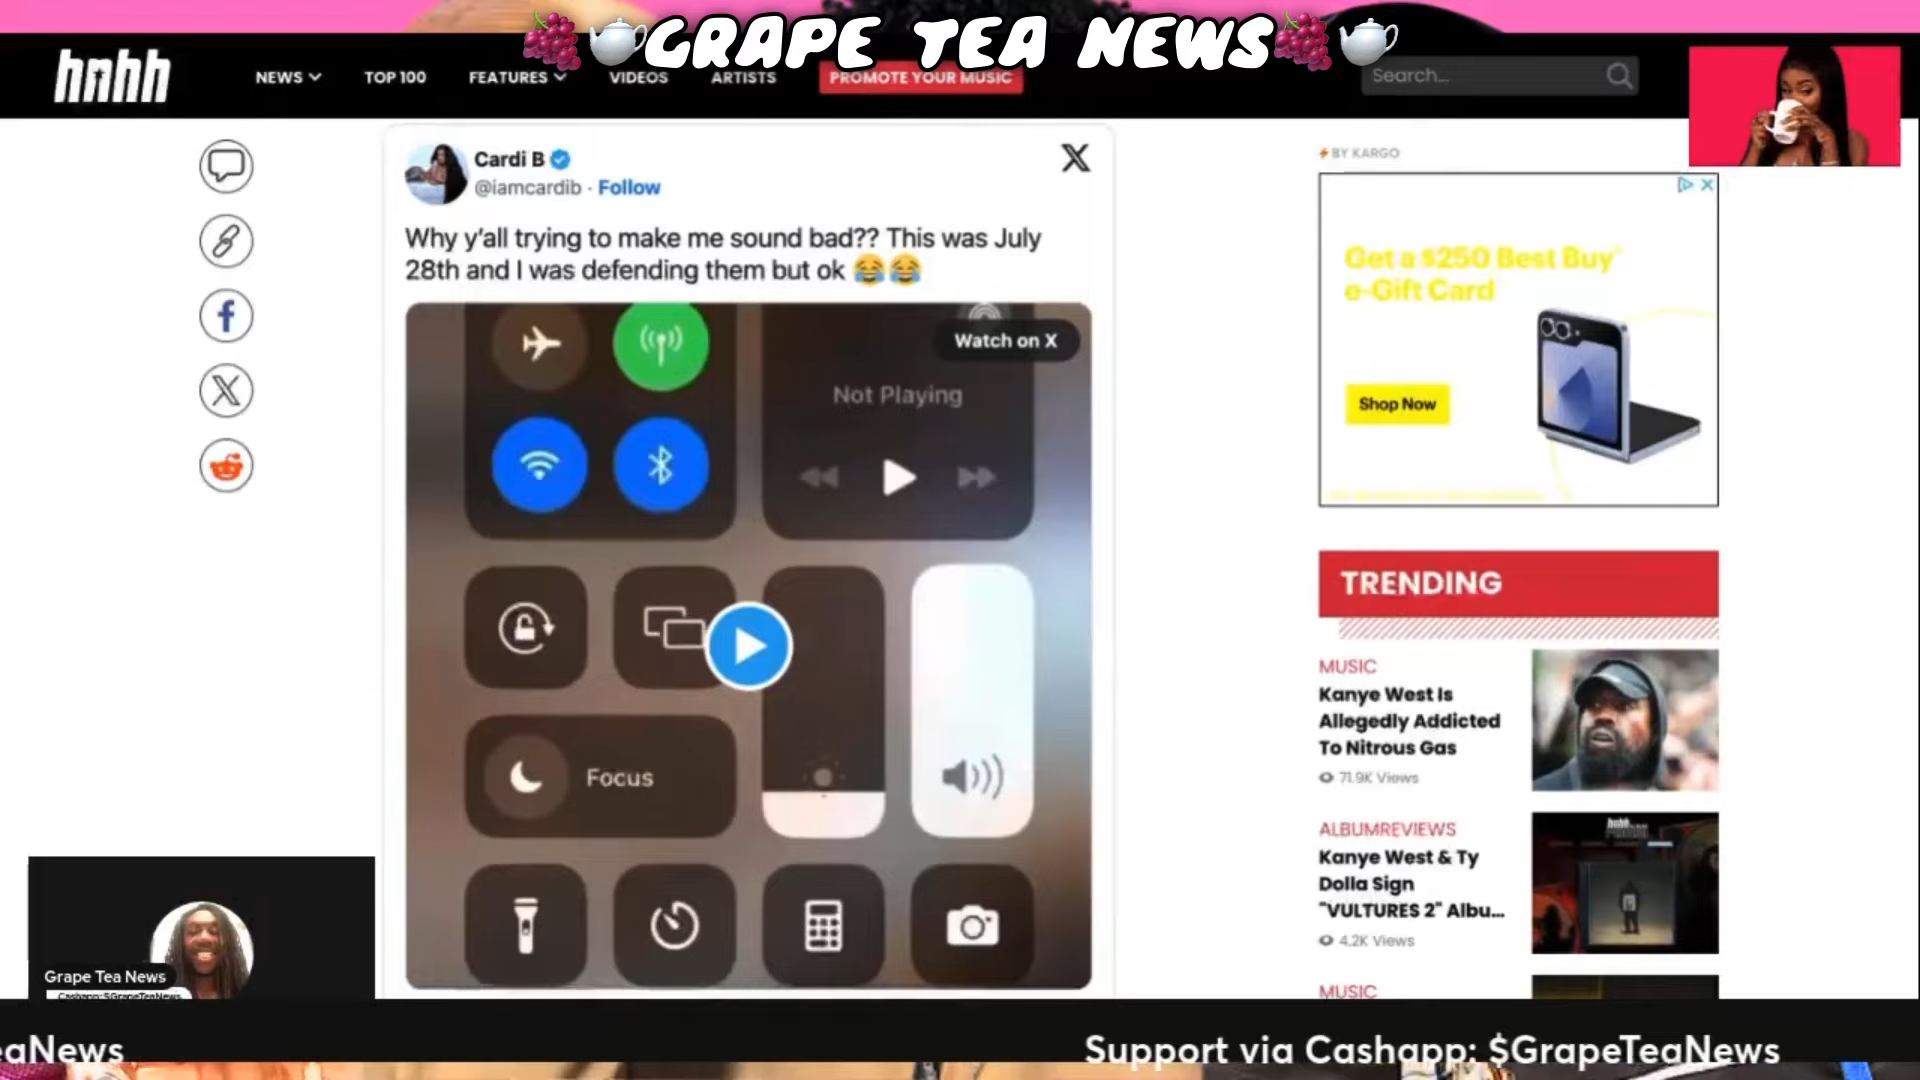 GRAPE TEA NEWS
hnhh
NEWS
TOP 100
FEATURES
VIDEOS
ARTISTS
PROMOTE YOUR MUSIC
Search...
Cardi B
@iamcardib · Follow
Why y'all trying to make me sound bad?? This was July
28th and I was defending them but ok 😂😂
Watch on X
Not Playing
Focus
BY KARGO
Get a $250 Best Buy
e-Gift Card
Shop Now
TRENDING
MUSIC
Kanye West Is
Allegedly Addicted
To Nitrous Gas
71.9K Views
ALBUMREVIEWS
Kanye West & Ty
Dolla Sign
"VULTURES 2" Albu...
4.2K Views
hnhh
MUSIC
Grape Tea News
Cashapp: $GrapeTeaNews
eaNews
Support via Cashapp: $GrapeTeaNews